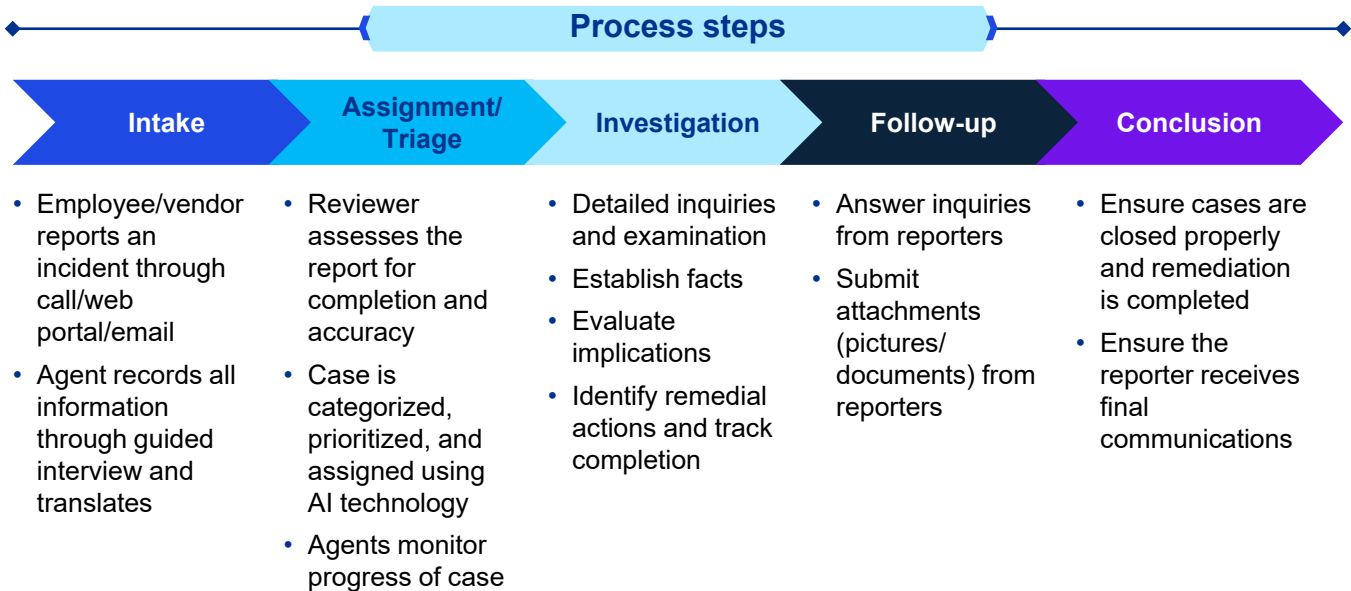 Process steps
Intake
Assignment/
Triage
Investigation
Follow-up
Conclusion
• Employee/vendor
reports an
incident through
call/web
portal/email
• Agent records all
information
through guided
interview and
translates
• Reviewer
assesses the
report for
completion and
accuracy
• Case is
categorized,
prioritized, and
assigned using
AI technology
• Agents monitor
progress of case
• Detailed inquiries
and examination
• Establish facts
• Evaluate
implications
• Identify remedial
actions and track
completion
• Answer inquiries
from reporters
• Submit
attachments
(pictures/
documents) from
reporters
• Ensure cases are
closed properly
and remediation
is completed
• Ensure the
reporter receives
final
communications